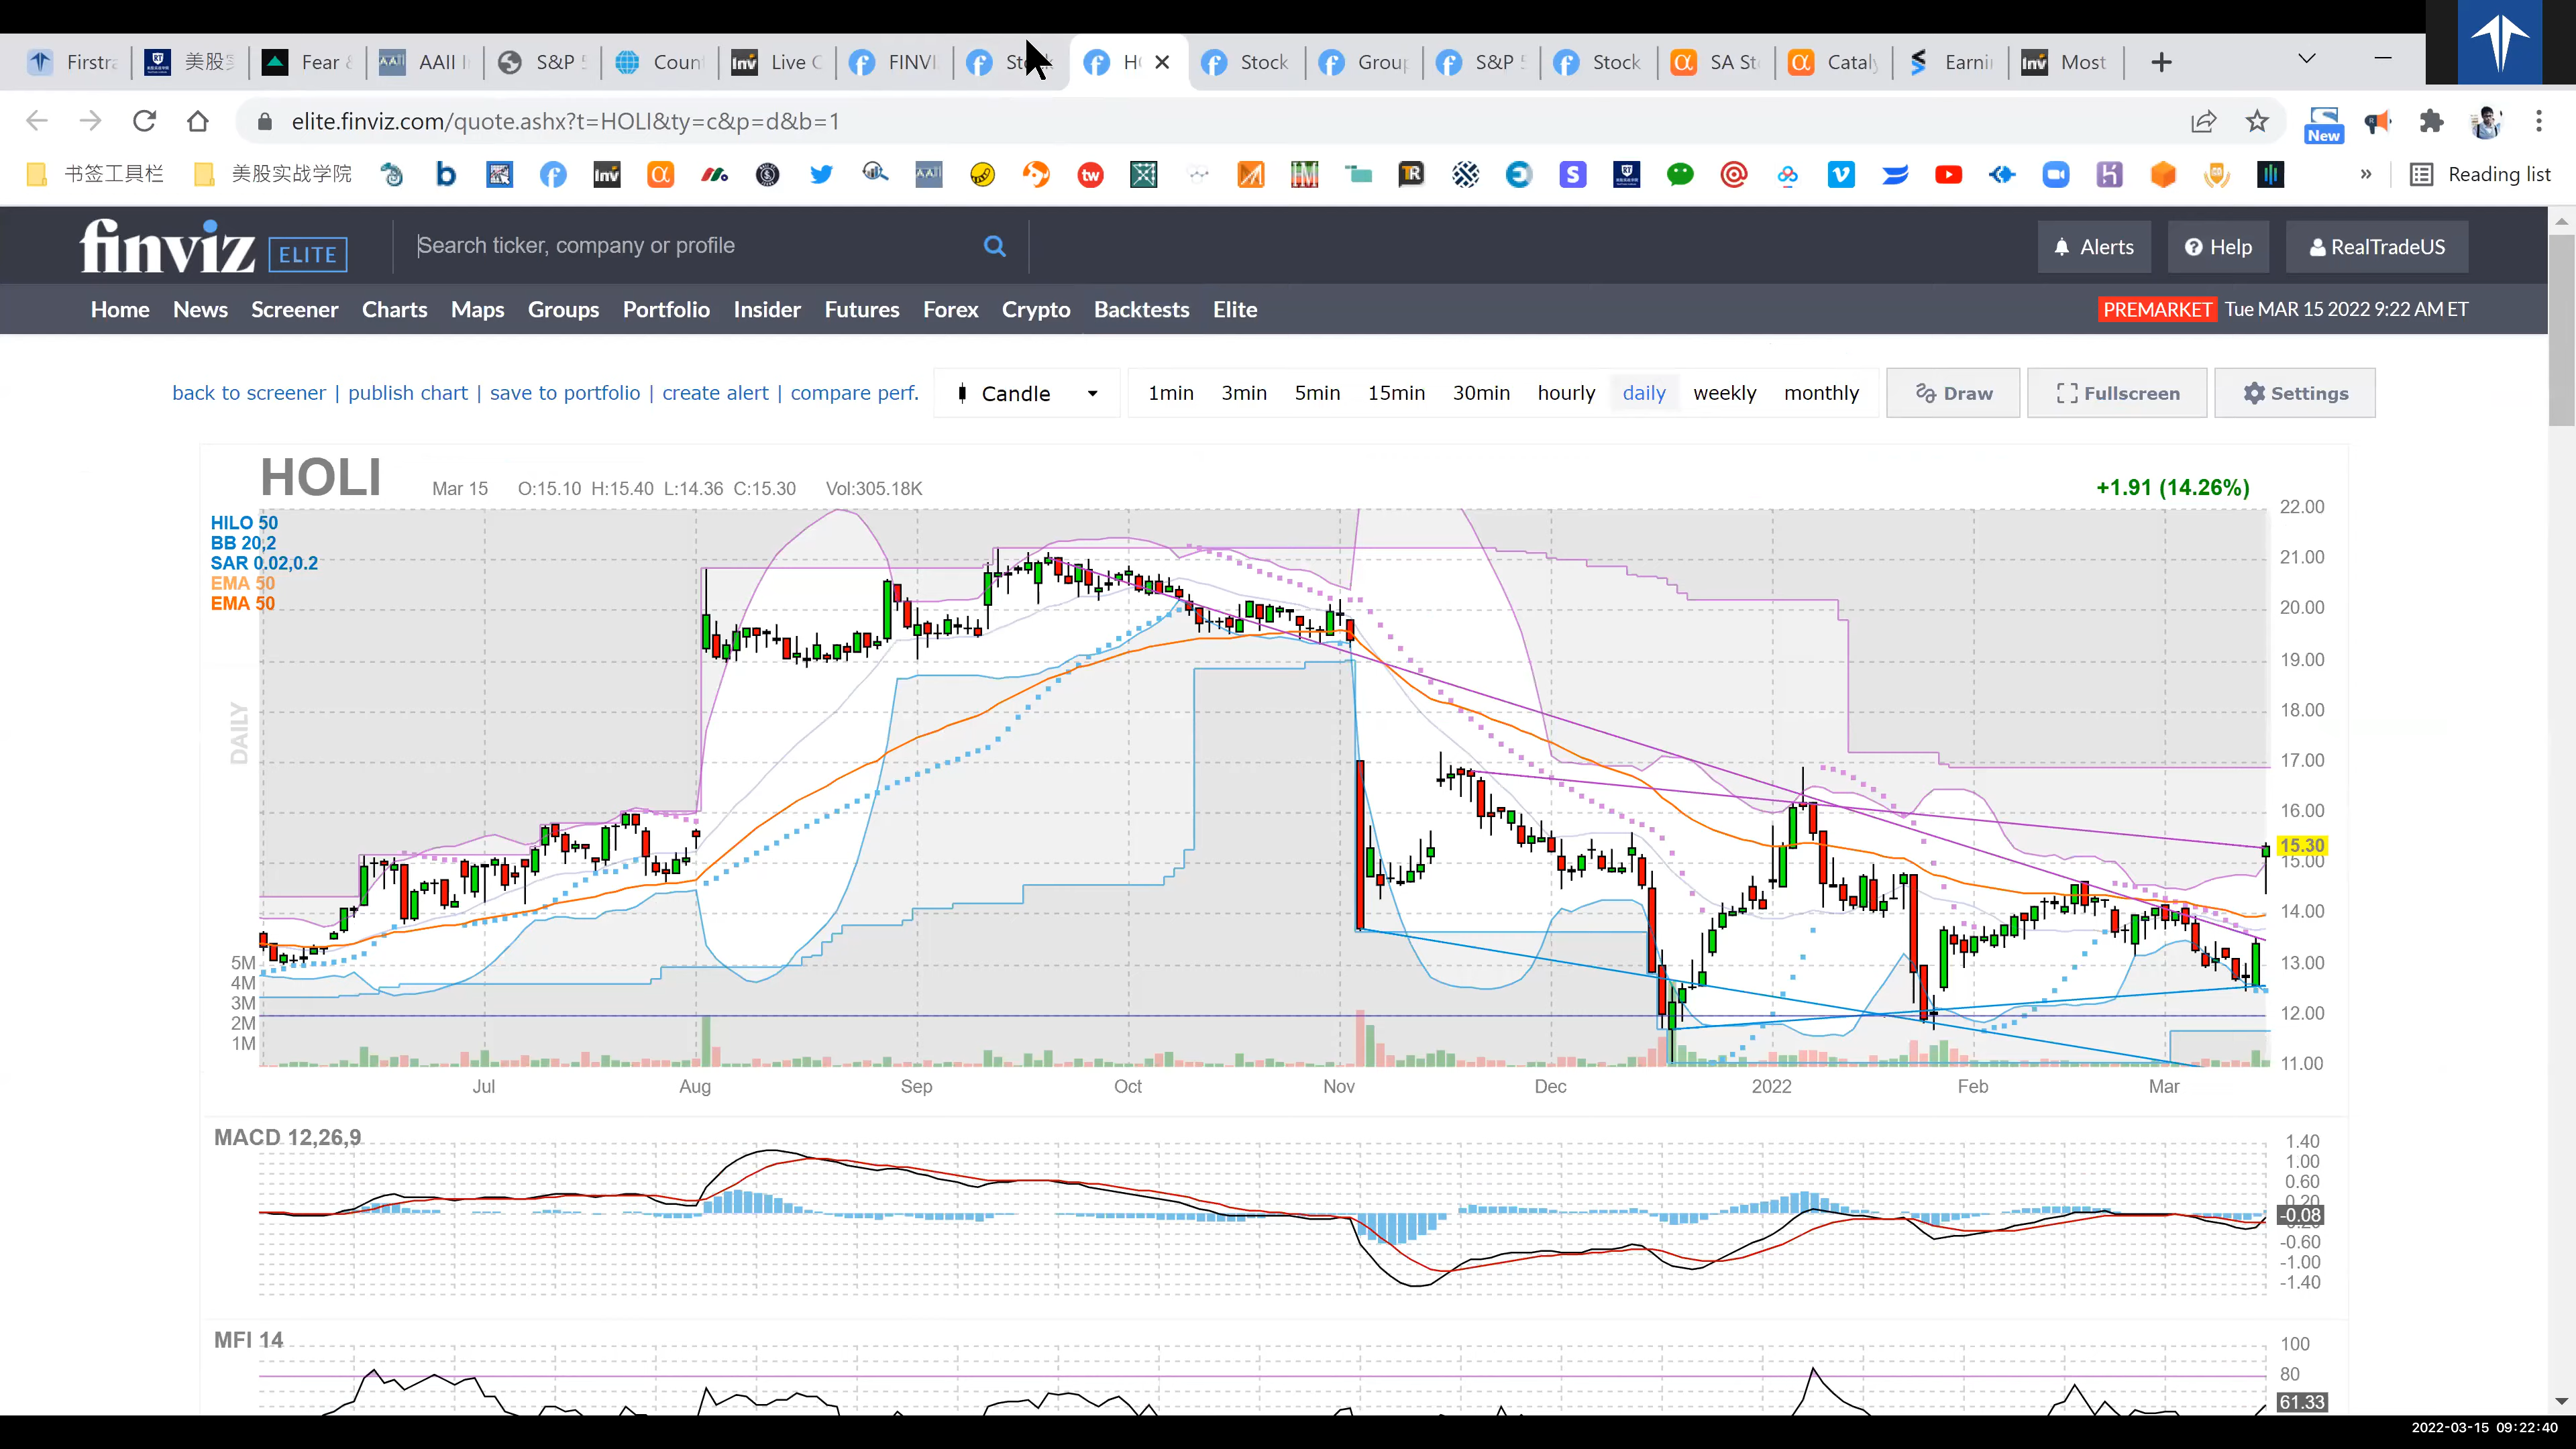 Firstra
美股实
Fear &
AAII I
S&P 5
Coun
Live C
FINVI
Sto
HO
Stock
Group
S&P 5
Stock
SA St
Cataly
Earni
Most
elite.finviz.com/quote.ashx?t=HOLI&ty=c&p=d&b=1
New
书签工具栏 美股实战学院 » Reading list
finviz ELITE Search ticker, company or profile Alerts Help RealTradeUS
Home News Screener Charts Maps Groups Portfolio Insider Futures Forex Crypto Backtests Elite PREMARKET Tue MAR 15 2022 9:22 AM ET
back to screener | publish chart | save to portfolio | create alert | compare perf. Candle 1min 3min 5min 15min 30min hourly daily weekly monthly Draw Fullscreen Settings
HOLI Mar 15 O:15.10 H:15.40 L:14.36 C:15.30 Vol:305.18K +1.91 (14.26%)
HILO 50
BB 20,2
SAR 0.02,0.2
EMA 50
EMA 50
DAILY
22.00
21.00
20.00
19.00
18.00
17.00
16.00
15.30
15.00
14.00
13.00
12.00
11.00
5M
4M
3M
2M
1M
Jul Aug Sep Oct Nov Dec 2022 Feb Mar
MACD 12,26,9
1.40
1.00
0.60
0.20
-0.08
-0.60
-1.00
-1.40
MFI 14
100
80
61.33
2022-03-15 09:22:40